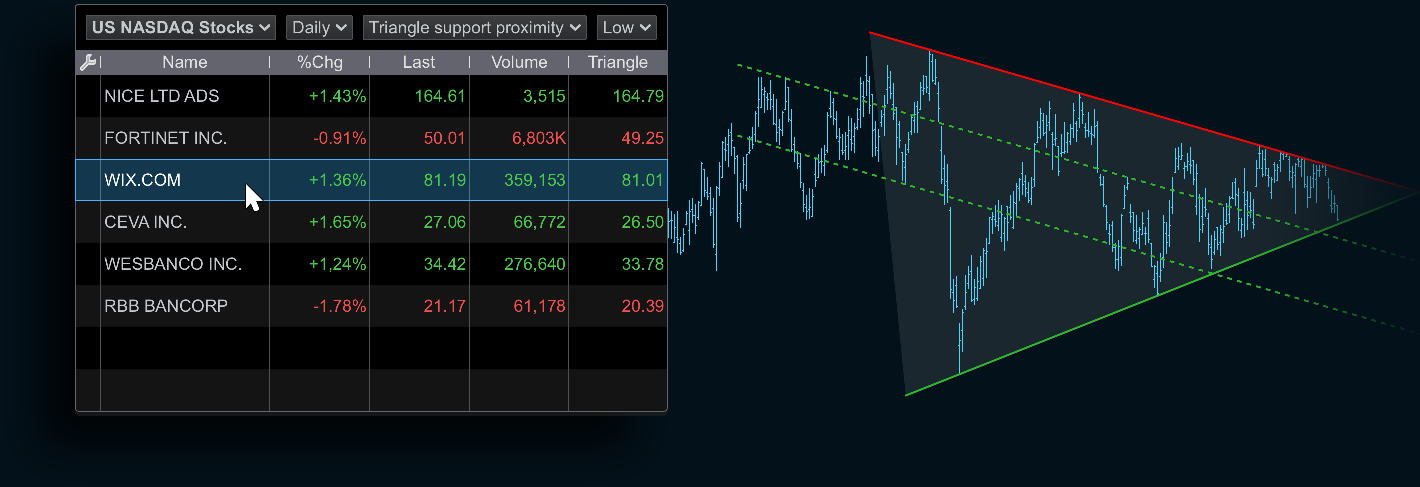 US NASDAQ Stocks Daily Triangle support proximity Low
Name %Chg Last Volume Triangle
NICE LTD ADS +1.43% 164.61 3,515 164.79
FORTINET INC. -0.91% 50.01 6,803K 49.25
WIX.COM +1.36% 81.19 359,153 81.01
CEVA INC. +1.65% 27.06 66,772 26.50
WESBANCO INC. +1,24% 34.42 276,640 33.78
RBB BANCORP -1.78% 21.17 61,178 20.39